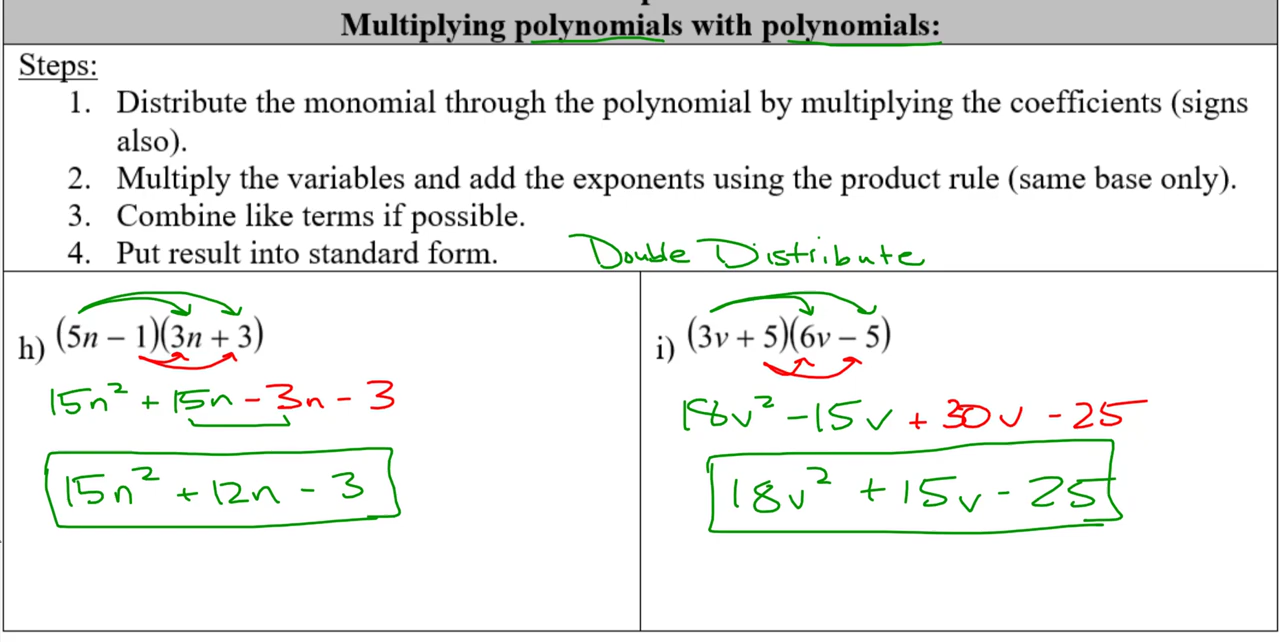 Multiplying polynomials with polynomials:
Steps:
1. Distribute the monomial through the polynomial by multiplying the coefficients (signs
also).
2. Multiply the variables and add the exponents using the product rule (same base only).
3. Combine like terms if possible.
4. Put result into standard form. Double Distribute
h) (5n − 1)(3n + 3)
15n² + 15n − 3n − 3
15n² + 12n − 3
i) (3v + 5)(6v − 5)
18v² − 15v + 30v − 25
18v² + 15v − 25